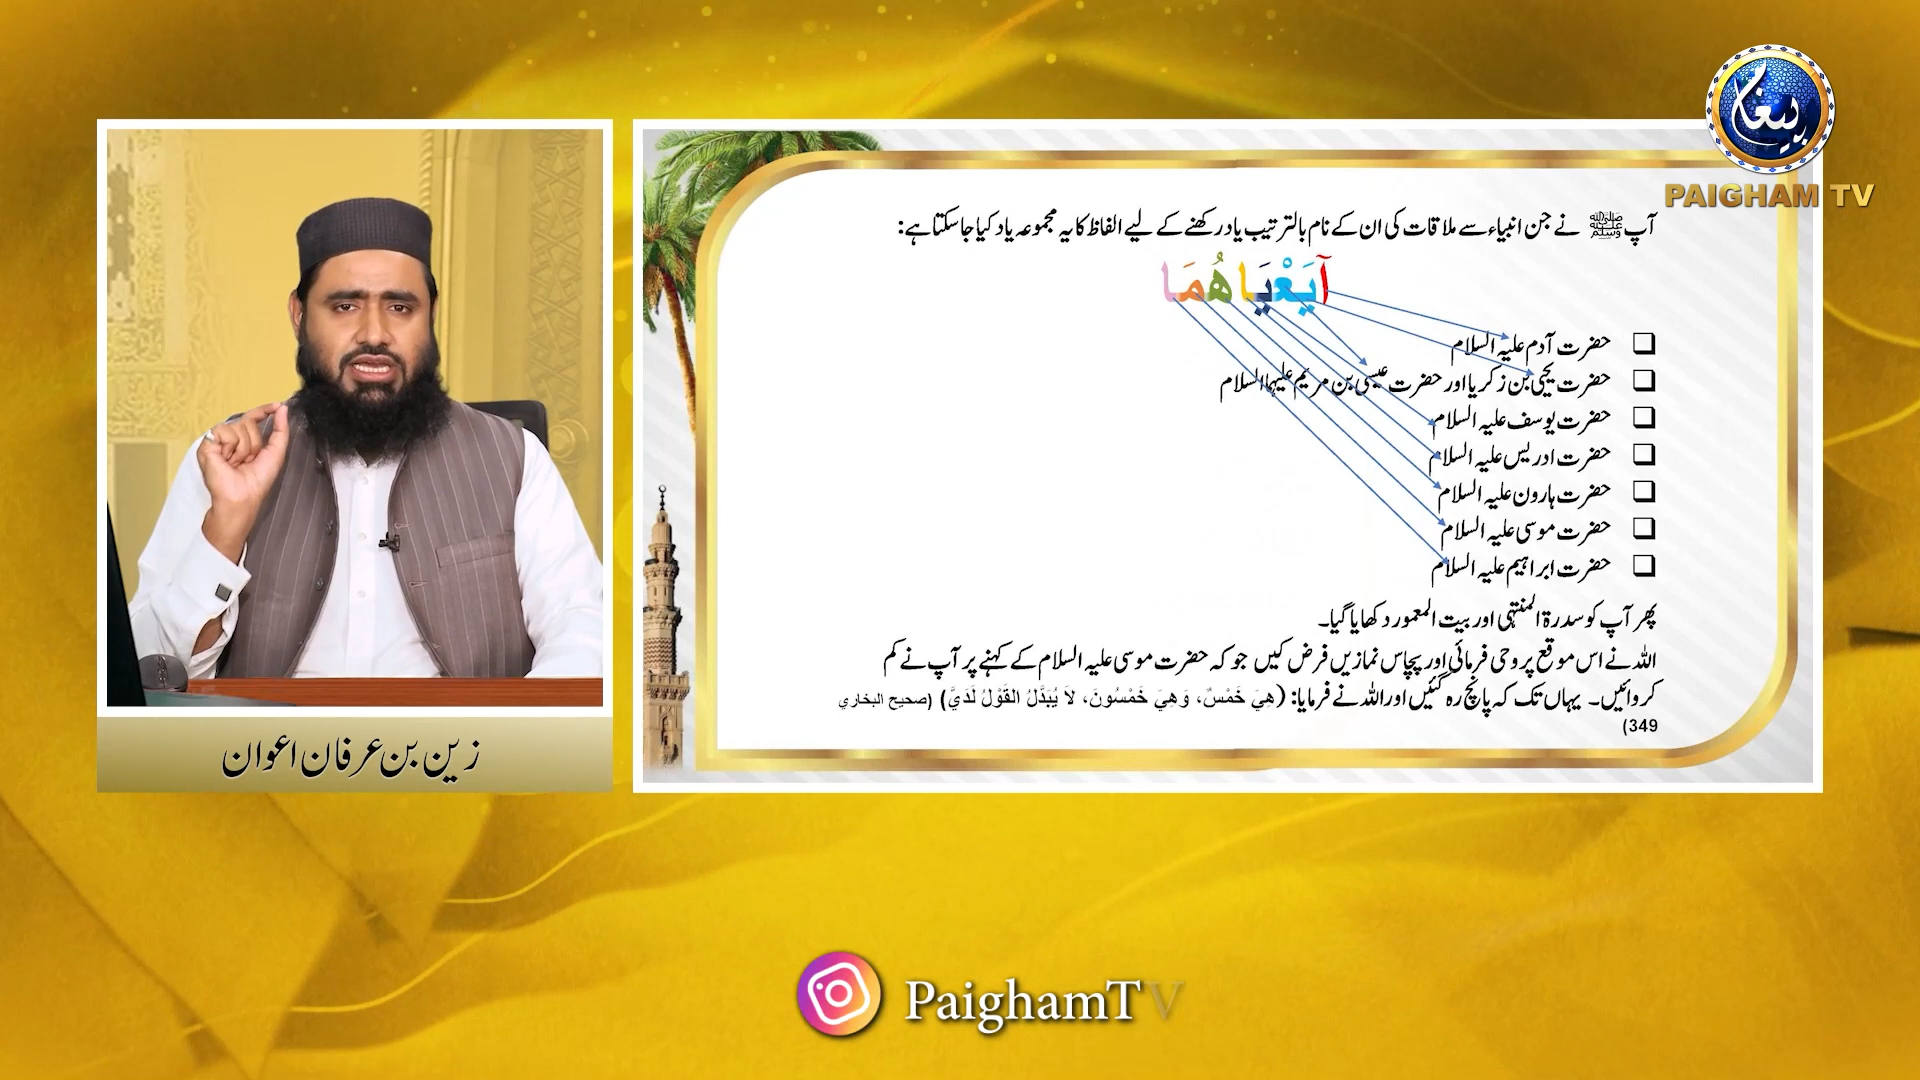 پیغام
PAIGHAM TV
آپ ﷺ نے جن انبیاء سے ملاقات کی ان کے نام بالترتیب یاد رکھنے کے لیے الفاظ کا یہ مجموعہ یاد کیا جاسکتا ہے:
آيَعْيَا هُمَا
حضرت آدم علیہ السلام
حضرت یحییٰ بن زکریا اور حضرت عیسیٰ بن مریم علیہا السلام
حضرت یوسف علیہ السلام
حضرت ادریس علیہ السلام
حضرت ہارون علیہ السلام
حضرت موسی علیہ السلام
حضرت ابراہیم علیہ السلام
پھر آپ کو سدرۃ المنتہی اور بیت المعمور دکھایا گیا۔
اللہ نے اس موقع پر وحی فرمائی اور پچاس نمازیں فرض کیں جو کہ حضرت موسی علیہ السلام کے کہنے پر آپ نے کم
کروائیں۔ یہاں تک کہ پانچ رہ گئیں اور اللہ نے فرمایا: (هِيَ خَمْسٌ، وَهِيَ خَمْسُونَ، لاَ يُبَدَّلُ القَوْلُ لَدَيَّ) (صحيح البخاري
349)
زین بن عرفان اعوان
PaighamTV